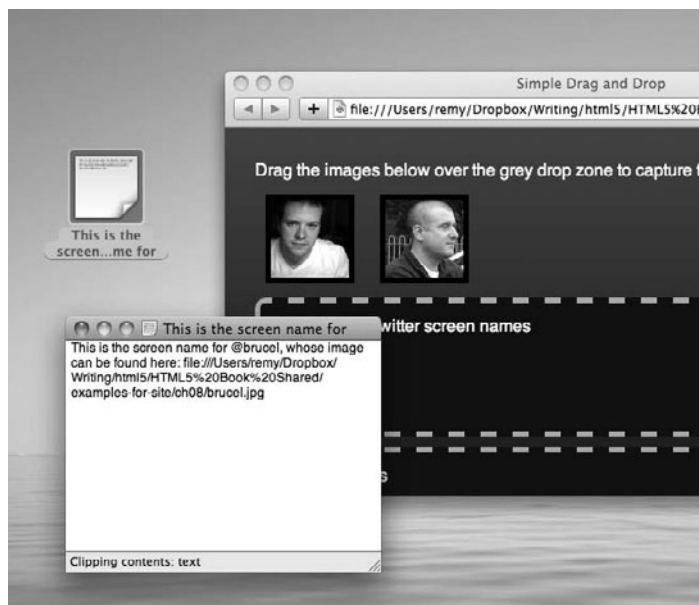 Simple Drag and Drop
file:///Users/remy/Dropbox/Writing/html5/HTML5%20
Drag the images below over the grey drop zone to capture
This is the
screen...me for
This is the screen name for
witter screen names
This is the screen name for @brucel, whose image
can be found here: file:///Users/remy/Dropbox/
Writing/html5/HTML5%20Book%20Shared/
examples-for-site/ch08/brucel.jpg
s
Clipping contents: text